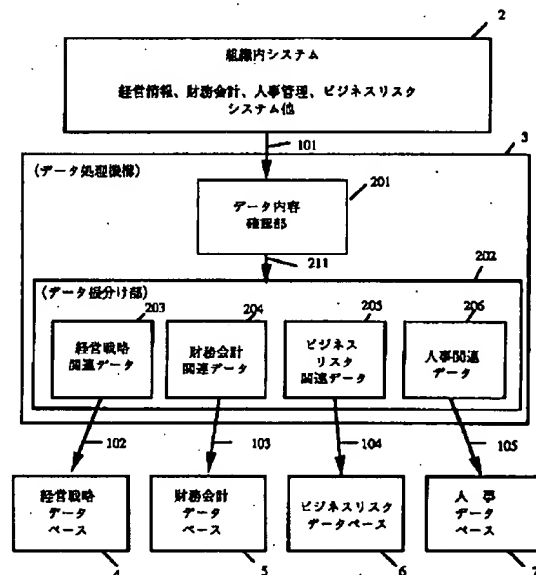 2
組織内システム
経営情報、財務会計、人事管理、ビジネスリスク
システム他
101
3
(データ処理機構)
201
データ内容
確認部
211
202
(データ振分け部)
203
204
205
206
経営戦略
関連データ
財務会計
関連データ
ビジネス
リスク
関連データ
人事関連
データ
102
103
104
105
経営戦略
データ
ベース
財務会計
データ
ベース
ビジネスリスク
データベース
人 事
データ
ベース
4
5
6
7